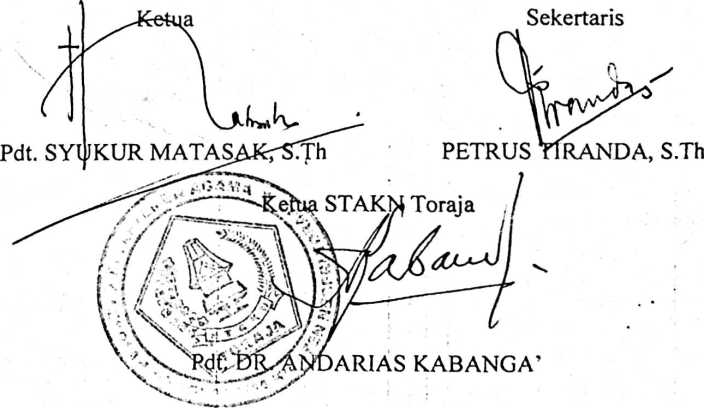 Ketua Sekertaris
Pdt. SYUKUR MATASAK, S.Th PETRUS TIRANDA, S.Th
Ketua STAKN Toraja
Pdt. DR. ANDARIAS KABANGA'